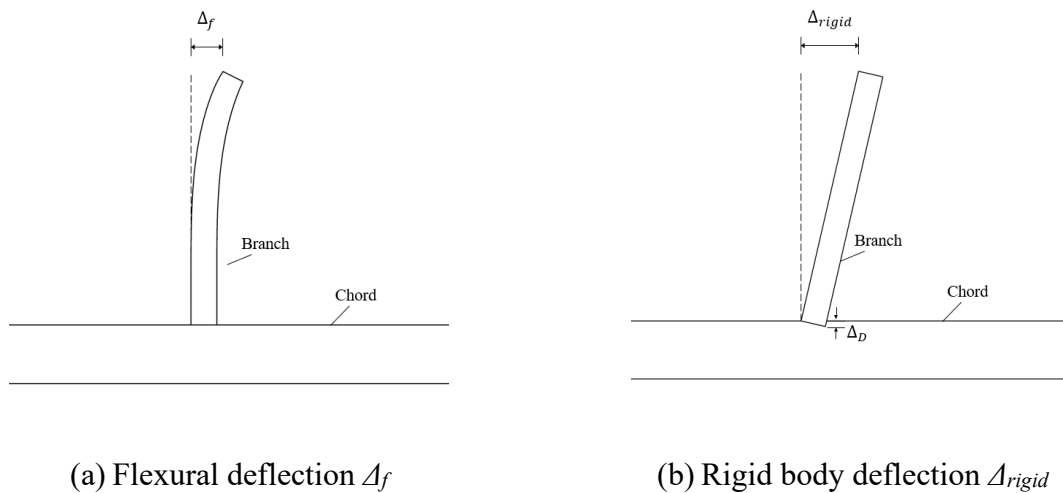 Δf
Branch
Chord
(a) Flexural deflection Δf
Δrigid
Branch
Chord
ΔD
(b) Rigid body deflection Δrigid